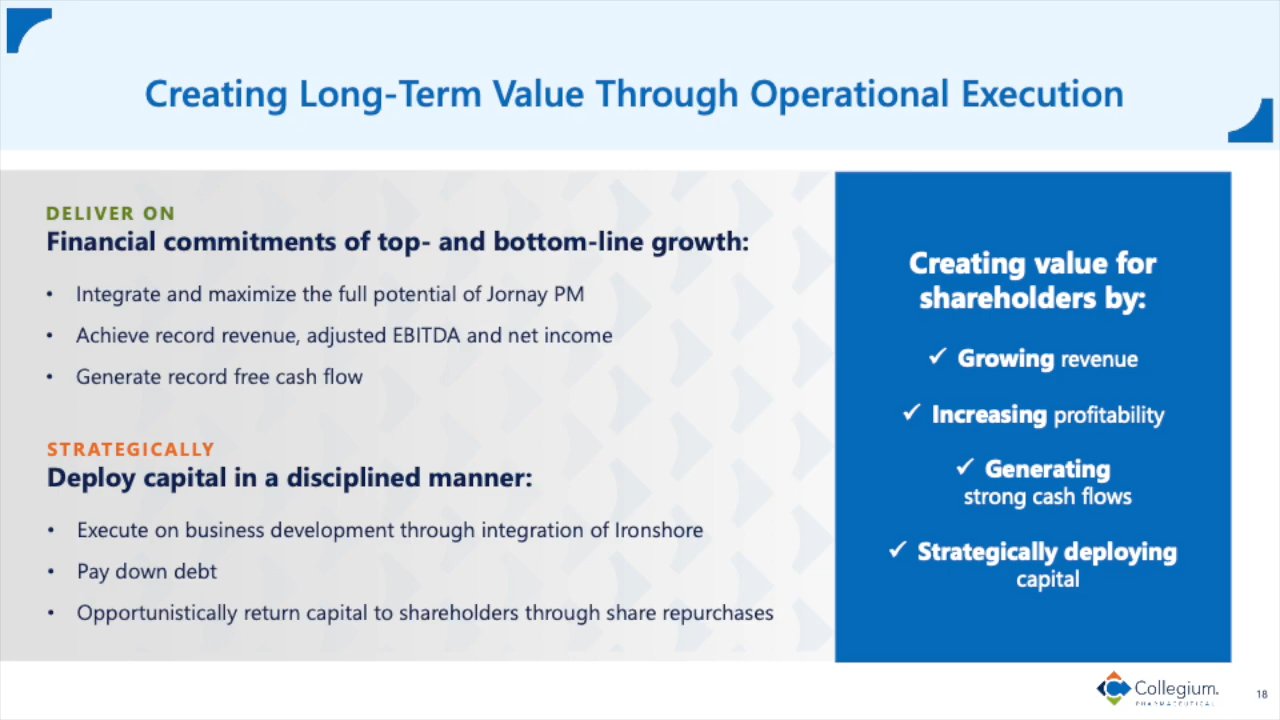 Creating Long-Term Value Through Operational Execution
DELIVER ON
Financial commitments of top- and bottom-line growth:
• Integrate and maximize the full potential of Jornay PM
• Achieve record revenue, adjusted EBITDA and net income
• Generate record free cash flow
STRATEGICALLY
Deploy capital in a disciplined manner:
• Execute on business development through integration of Ironshore
• Pay down debt
• Opportunistically return capital to shareholders through share repurchases
Creating value for
shareholders by:
✓ Growing revenue
✓ Increasing profitability
✓ Generating
strong cash flows
✓ Strategically deploying
capital
Collegium.
PHARMACEUTICAL
18